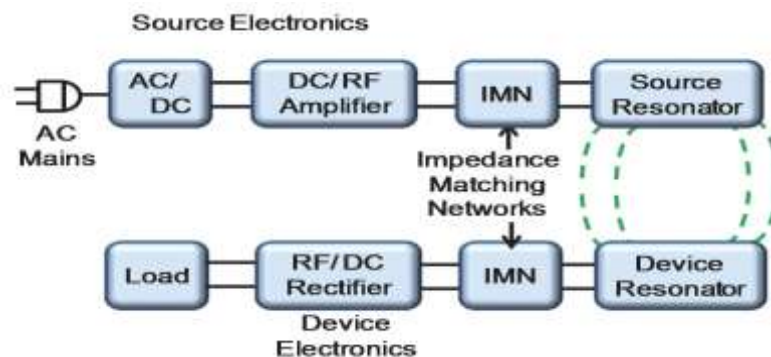 Source Electronics
AC/
DC
DC/RF
Amplifier
IMN
Source
Resonator
AC
Mains
Impedance
Matching
Networks
Load
RF/DC
Rectifier
IMN
Device
Resonator
Device
Electronics